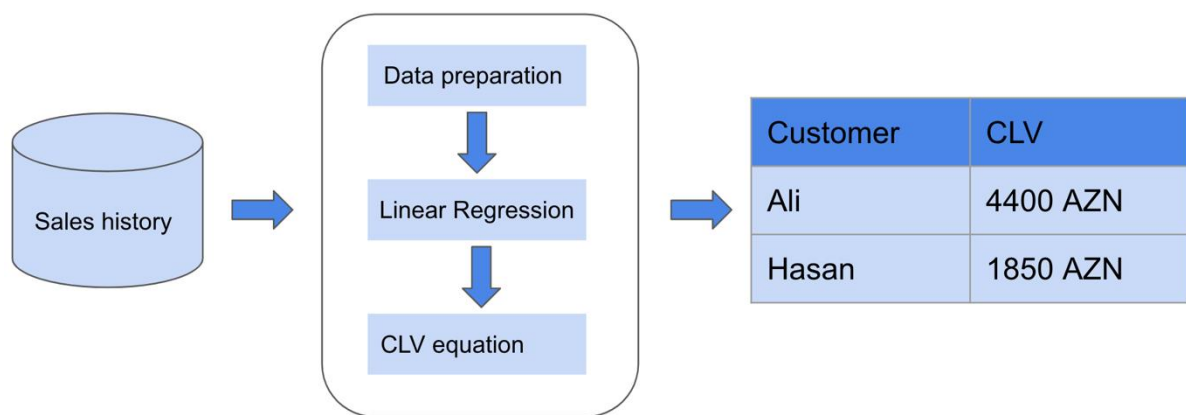 Sales history
Data preparation
Linear Regression
CLV equation
Customer CLV
Ali 4400 AZN
Hasan 1850 AZN